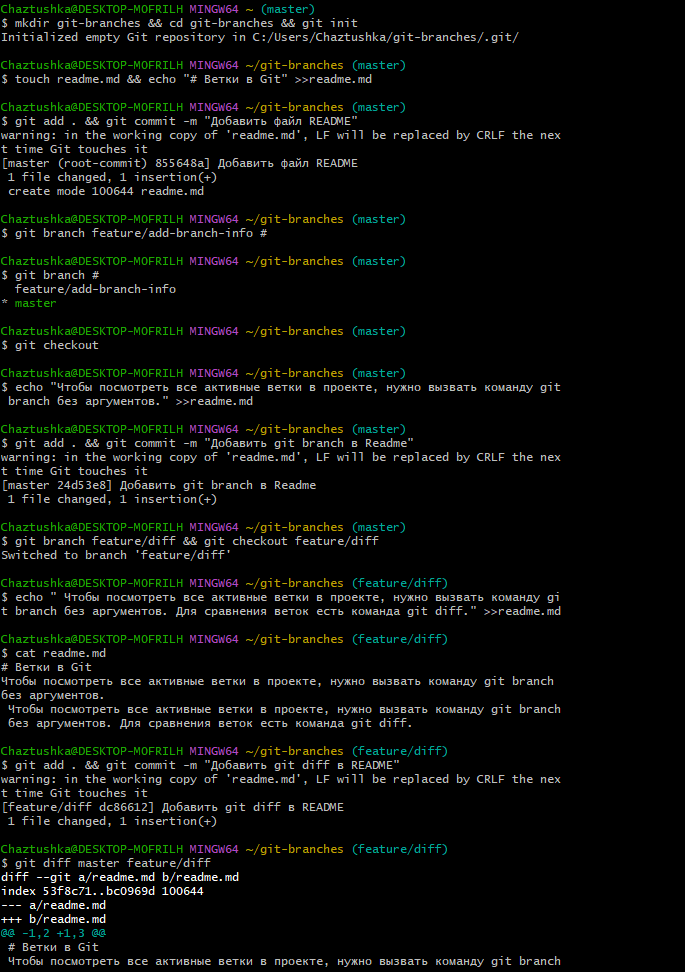 Chaztushka@DESKTOP-MOFRILH MINGW64 ~ (master)
$ mkdir git-branches && cd git-branches && git init
Initialized empty Git repository in C:/Users/Chaztushka/git-branches/.git/
Chaztushka@DESKTOP-MOFRILH MINGW64 ~/git-branches (master)
$ touch readme.md && echo "# Ветки в Git" >>readme.md
Chaztushka@DESKTOP-MOFRILH MINGW64 ~/git-branches (master)
$ git add . && git commit -m "Добавить файл README"
warning: in the working copy of 'readme.md', LF will be replaced by CRLF the nex
t time Git touches it
[master (root-commit) 855648a] Добавить файл README
 1 file changed, 1 insertion(+)
 create mode 100644 readme.md
Chaztushka@DESKTOP-MOFRILH MINGW64 ~/git-branches (master)
$ git branch feature/add-branch-info #
Chaztushka@DESKTOP-MOFRILH MINGW64 ~/git-branches (master)
$ git branch #
  feature/add-branch-info
* master
Chaztushka@DESKTOP-MOFRILH MINGW64 ~/git-branches (master)
$ git checkout
Chaztushka@DESKTOP-MOFRILH MINGW64 ~/git-branches (master)
$ echo "Чтобы посмотреть все активные ветки в проекте, нужно вызвать команду git
 branch без аргументов." >>readme.md
Chaztushka@DESKTOP-MOFRILH MINGW64 ~/git-branches (master)
$ git add . && git commit -m "Добавить git branch в Readme"
warning: in the working copy of 'readme.md', LF will be replaced by CRLF the nex
t time Git touches it
[master 24d53e8] Добавить git branch в Readme
 1 file changed, 1 insertion(+)
Chaztushka@DESKTOP-MOFRILH MINGW64 ~/git-branches (master)
$ git branch feature/diff && git checkout feature/diff
Switched to branch 'feature/diff'
Chaztushka@DESKTOP-MOFRILH MINGW64 ~/git-branches (feature/diff)
$ echo " Чтобы посмотреть все активные ветки в проекте, нужно вызвать команду gi
t branch без аргументов. Для сравнения веток есть команда git diff." >>readme.md
Chaztushka@DESKTOP-MOFRILH MINGW64 ~/git-branches (feature/diff)
$ cat readme.md
# Ветки в Git
Чтобы посмотреть все активные ветки в проекте, нужно вызвать команду git branch
без аргументов.
 Чтобы посмотреть все активные ветки в проекте, нужно вызвать команду git branch
 без аргументов. Для сравнения веток есть команда git diff.
Chaztushka@DESKTOP-MOFRILH MINGW64 ~/git-branches (feature/diff)
$ git add . && git commit -m "Добавить git diff в README"
warning: in the working copy of 'readme.md', LF will be replaced by CRLF the nex
t time Git touches it
[feature/diff dc86612] Добавить git diff в README
 1 file changed, 1 insertion(+)
Chaztushka@DESKTOP-MOFRILH MINGW64 ~/git-branches (feature/diff)
$ git diff master feature/diff
diff --git a/readme.md b/readme.md
index 53f8c71..bc0969d 100644
--- a/readme.md
+++ b/readme.md
@@ -1,2 +1,3 @@
 # Ветки в Git
 Чтобы посмотреть все активные ветки в проекте, нужно вызвать команду git branch